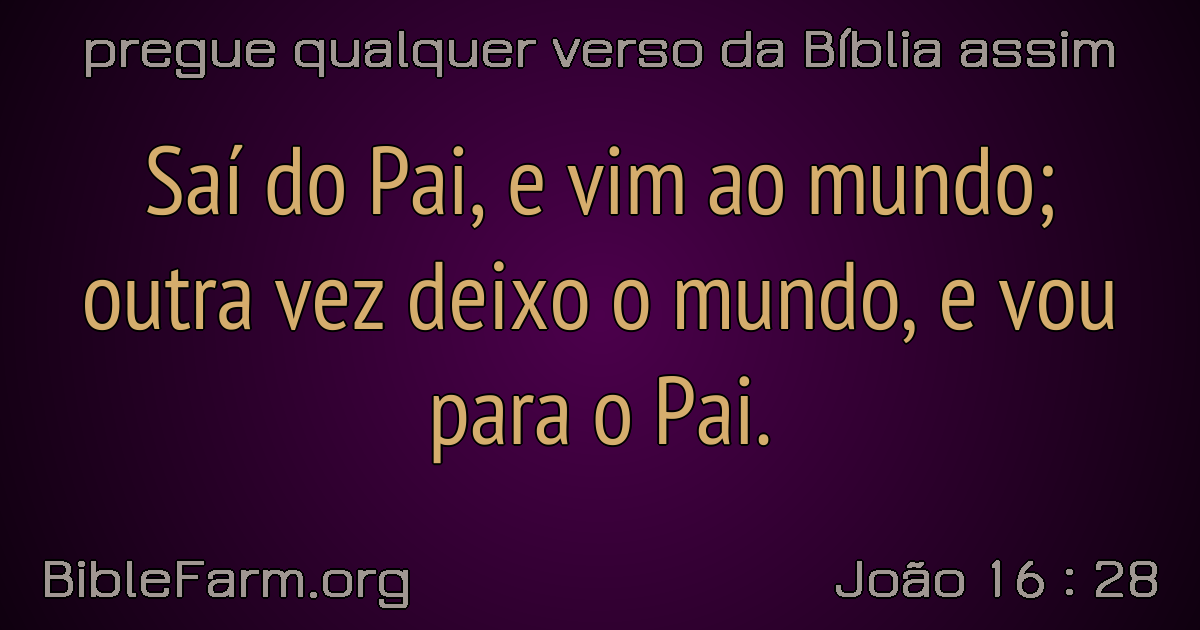 pregue qualquer verso da Bíblia assim
Saí do Pai, e vim ao mundo;
outra vez deixo o mundo, e vou
para o Pai.
BibleFarm.org
João 16 : 28